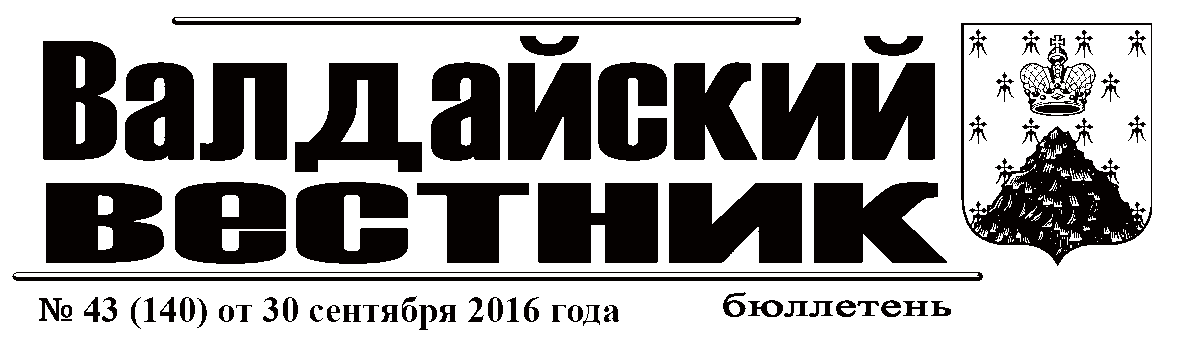 Валдайский
вестник
№ 43 (140) от 30 сентября 2016 года
бюллетень